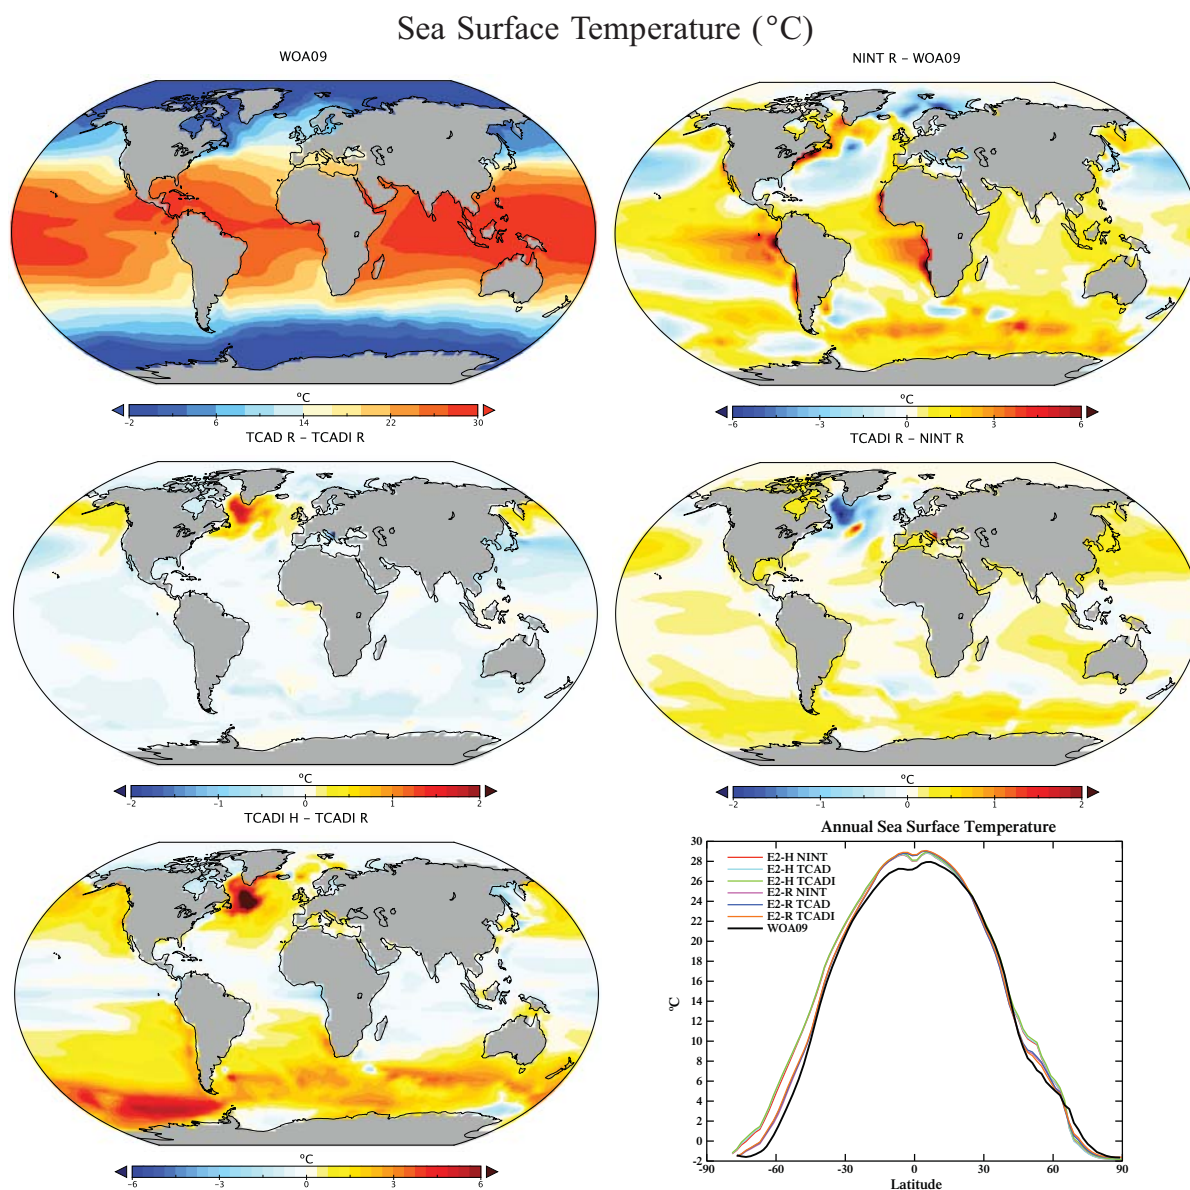 Sea Surface Temperature (°C)
WOA09
NINT R – WOA09
°C
-2 6 14 22 30
°C
-6 -3 0 3 6
TCAD R – TCADI R
TCADI R – NINT R
°C
-2 -1 0 1 2
°C
-2 -1 0 1 2
TCADI H – TCADI R
°C
-6 -3 0 3 6
Annual Sea Surface Temperature
E2-H NINT
E2-H TCAD
E2-H TCADI
E2-R NINT
E2-R TCAD
E2-R TCADI
WOA09
°C
30
28
26
24
22
20
18
16
14
12
10
8
6
4
2
0
-2
-90 -60 -30 0 30 60 90
Latitude